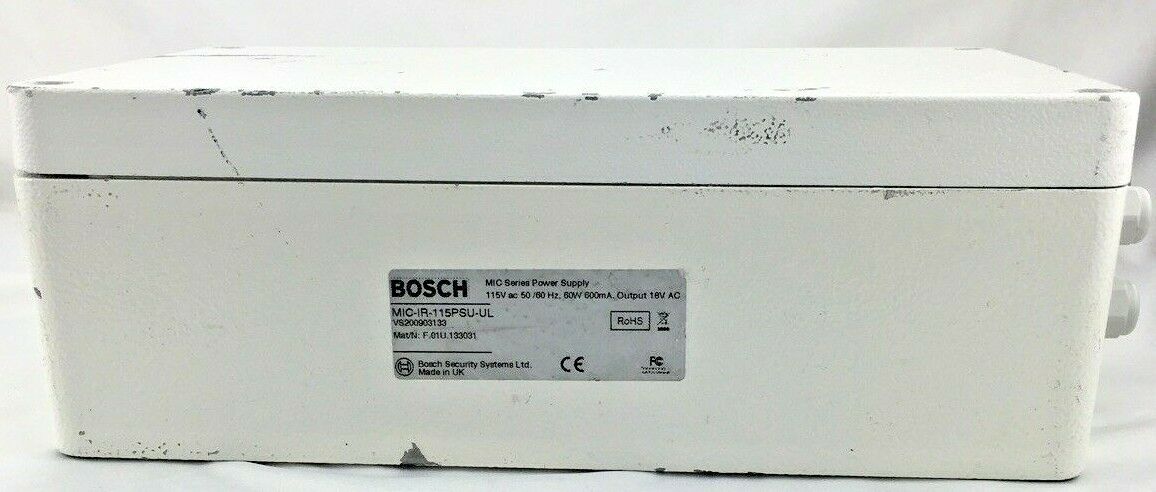 BOSCH
MIC Series Power Supply
115V ac 50 /60 Hz, 60W 600mA, Output 18V AC
MIC-IR-115PSU-UL
VS200903133
Mat/N: F.01U.133031
RoHS
Bosch Security Systems Ltd.
Made in UK
CE
FC